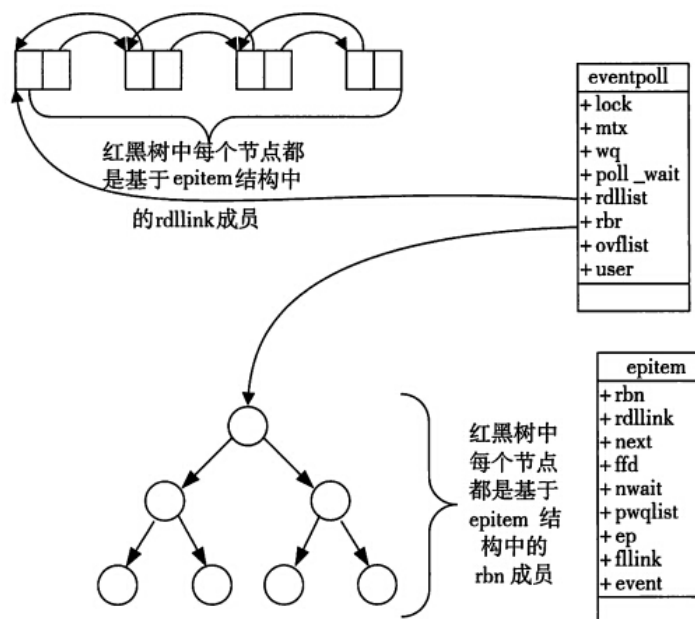 红黑树中每个节点都
是基于epitem结构中
的rdllink成员
eventpoll
+lock
+mtx
+wq
+poll_wait
+rdllist
+rbr
+ovflist
+user
红黑树中
每个节点
都是基于
epitem 结
构中的
rbn 成员
epitem
+rbn
+rdllink
+next
+ffd
+nwait
+pwqlist
+ep
+fllink
+event